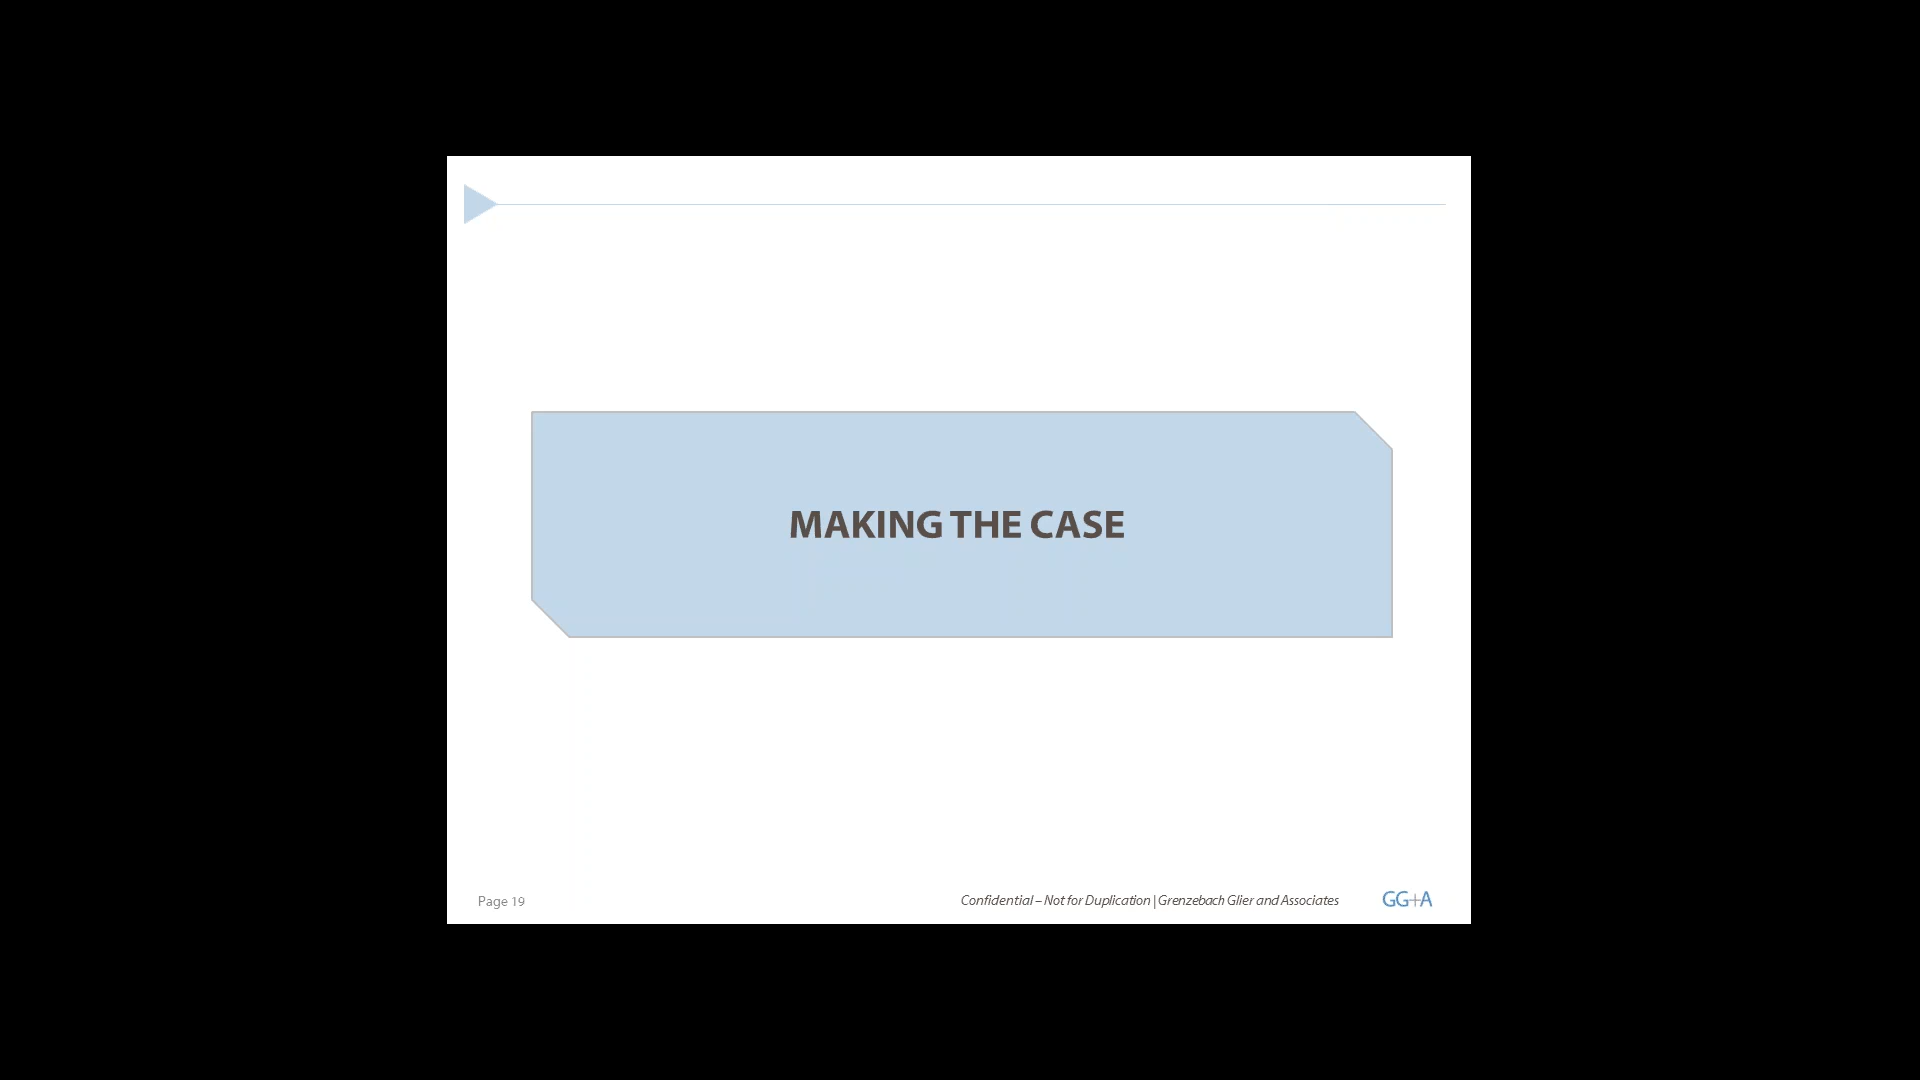 MAKING THE CASE
Page 19
Confidential – Not for Duplication | Grenzebach Glier and Associates
GG+A